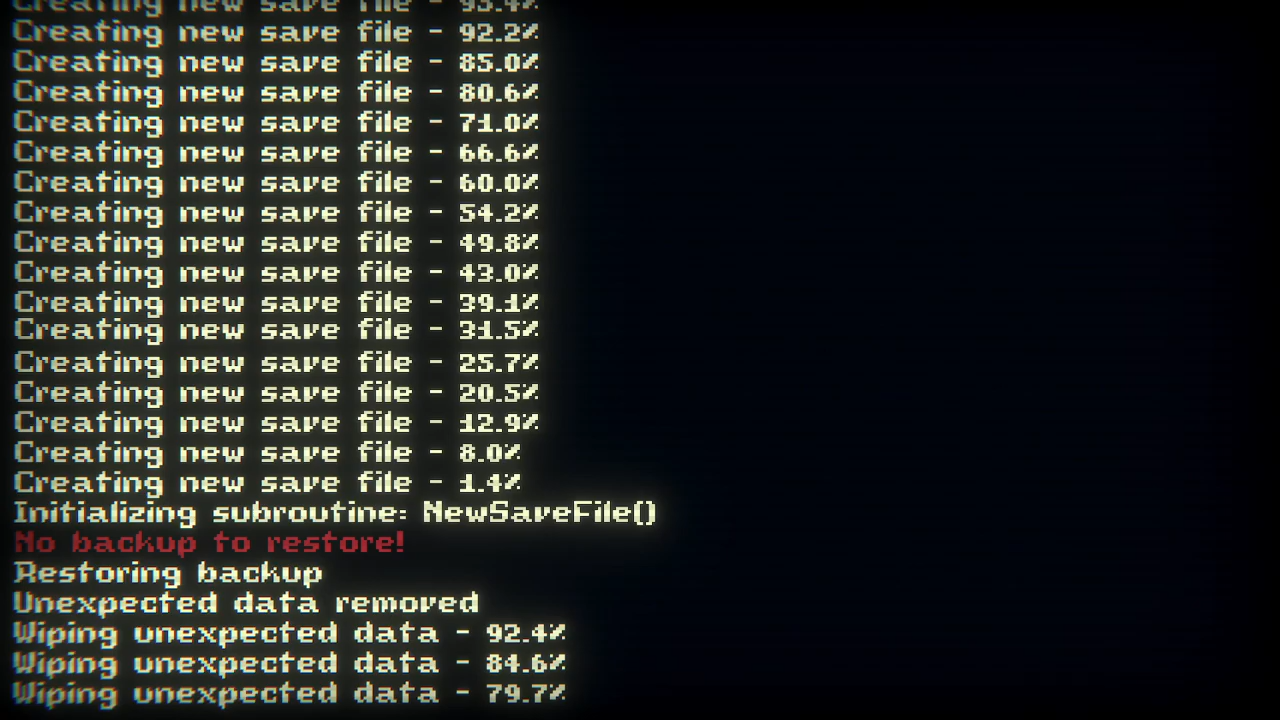 Creating new save file - 93.4%
Creating new save file - 92.2%
Creating new save file - 85.0%
Creating new save file - 80.6%
Creating new save file - 71.0%
Creating new save file - 66.6%
Creating new save file - 60.0%
Creating new save file - 54.2%
Creating new save file - 49.8%
Creating new save file - 43.0%
Creating new save file - 39.1%
Creating new save file - 31.5%
Creating new save file - 25.7%
Creating new save file - 20.5%
Creating new save file - 12.9%
Creating new save file - 8.0%
Creating new save file - 1.4%
Initializing subroutine: NewSaveFile()
No backup to restore!
Restoring backup
Unexpected data removed
Wiping unexpected data - 92.4%
Wiping unexpected data - 84.6%
Wiping unexpected data - 79.7%